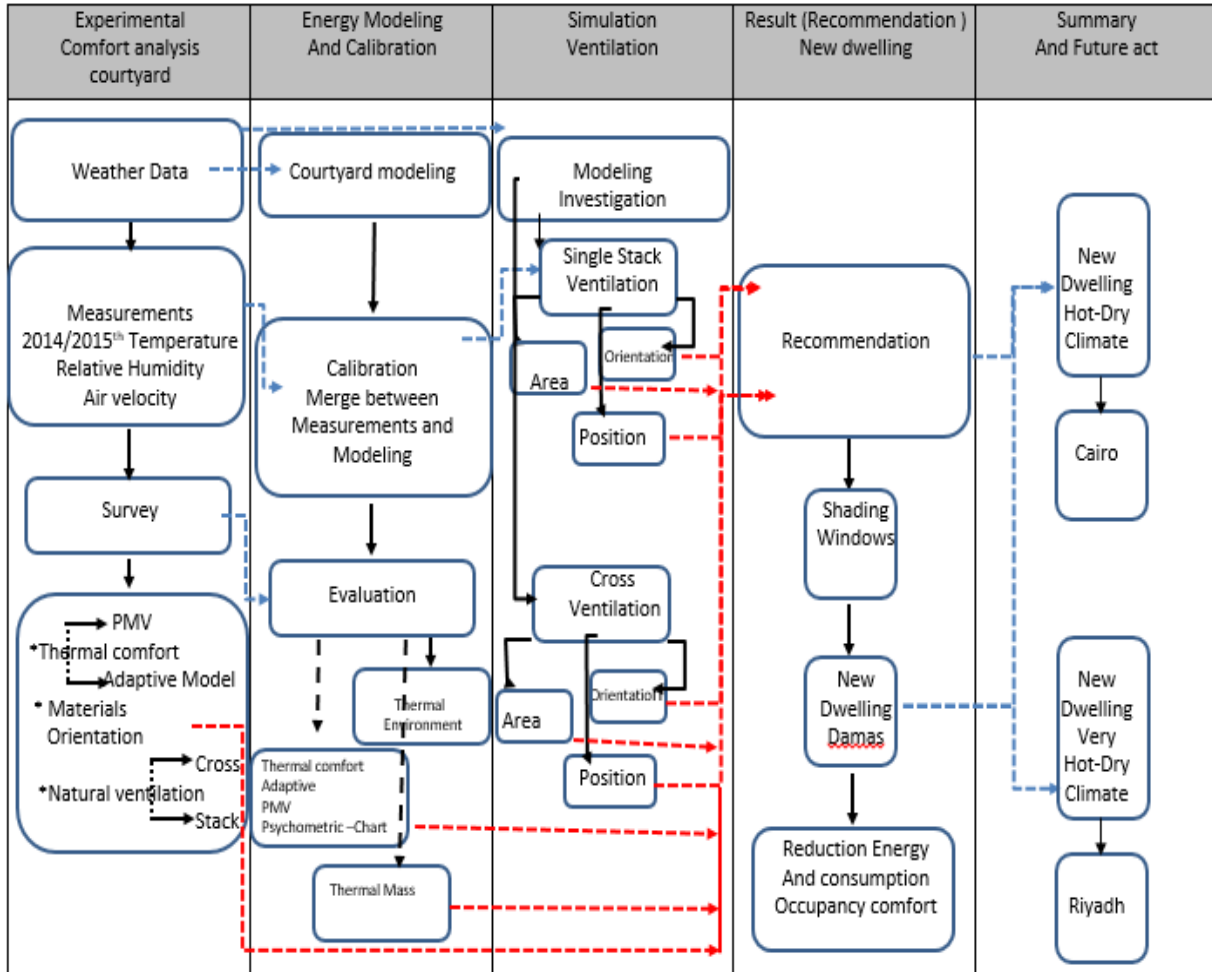 Experimental
Comfort analysis
courtyard
Energy Modeling
And Calibration
Simulation
Ventilation
Result (Recommendation )
New dwelling
Summary
And Future act
Weather Data
Measurements
2014/2015th Temperature
Relative Humidity
Air velocity
Survey
PMV
*Thermal comfort
Adaptive Model
* Materials
Orientation
Cross
*Natural ventilation
Stack
Courtyard modeling
Calibration
Merge between
Measurements and
Modeling
Evaluation
Thermal
Environment
Thermal comfort
Adaptive
PMV
Psychometric –Chart
Thermal Mass
Modeling
Investigation
Single Stack
Ventilation
Orientation
Area
Position
Cross
Ventilation
Orientation
Area
Position
Recommendation
Shading
Windows
New
Dwelling
Damas
Reduction Energy
And consumption
Occupancy comfort
New
Dwelling
Hot-Dry
Climate
Cairo
New
Dwelling
Very
Hot-Dry
Climate
Riyadh